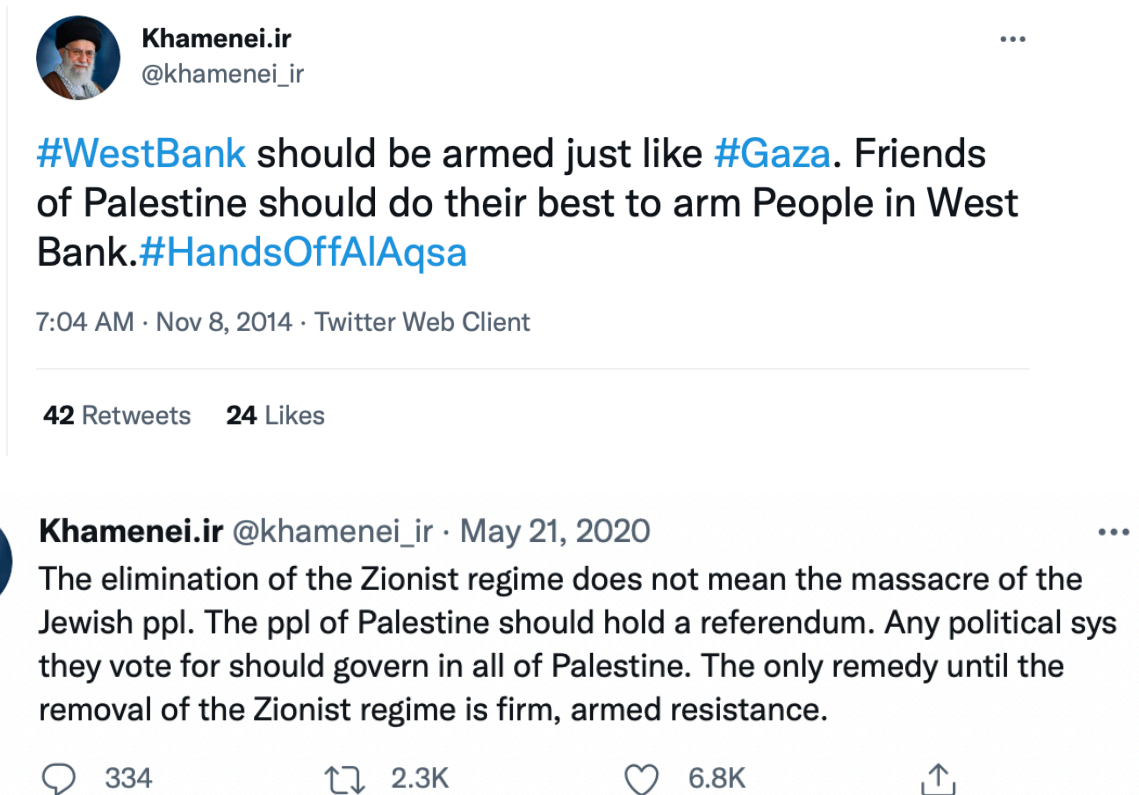 Khamenei.ir
@khamenei_ir
#WestBank should be armed just like #Gaza. Friends
of Palestine should do their best to arm People in West
Bank.#HandsOffAlAqsa
7:04 AM · Nov 8, 2014 · Twitter Web Client
42 Retweets 24 Likes
Khamenei.ir @khamenei_ir · May 21, 2020
The elimination of the Zionist regime does not mean the massacre of the
Jewish ppl. The ppl of Palestine should hold a referendum. Any political sys
they vote for should govern in all of Palestine. The only remedy until the
removal of the Zionist regime is firm, armed resistance.
334 2.3K 6.8K